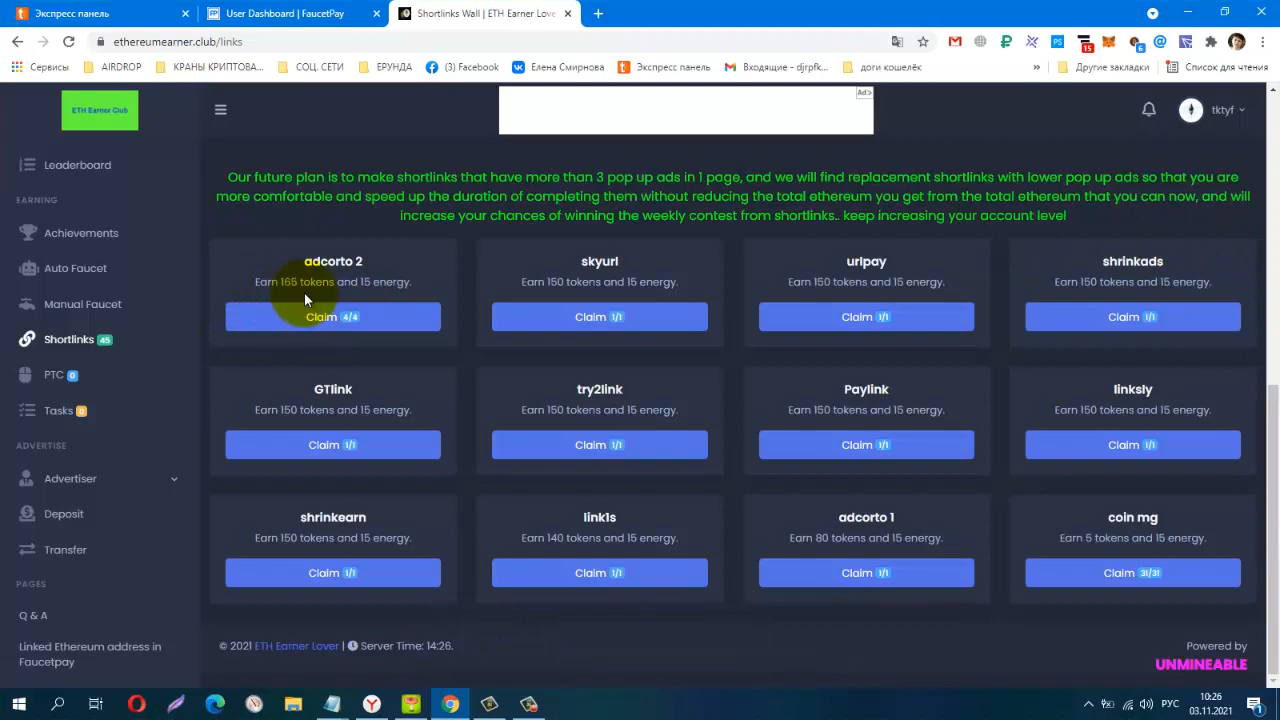 Экспресс панель
User Dashboard | FaucetPay
Shortlinks Wall | ETH Earner Love
ethereumearner.club/links
15
6
Сервисы
AIRDROP
КРАНЫ КРИПТОВА...
СОЦ. СЕТИ
ЕРУНДА
(3) Facebook
Елена Смирнова
Экспресс панель
Входящие - djrpfk...
доги кошелёк
»
Другие закладки
Список для чтения
ETH Earner Club
Ad
tktyf
Leaderboard
EARNING
Achievements
Auto Faucet
Manual Faucet
Shortlinks 45
PTC 0
Tasks 0
ADVERTISE
Advertiser
Deposit
Transfer
PAGES
Q & A
Linked Ethereum address in
Faucetpay
Our future plan is to make shortlinks that have more than 3 pop up ads in 1 page, and we will find replacement shortlinks with lower pop up ads so that you are
more comfortable and speed up the duration of completing them without reducing the total ethereum you get from the total ethereum that you can now, and will
increase your chances of winning the weekly contest from shortlinks.. keep increasing your account level
adcorto 2
Earn 165 tokens and 15 energy.
Claim 4/4
skyurl
Earn 150 tokens and 15 energy.
Claim 1/1
urlpay
Earn 150 tokens and 15 energy.
Claim 1/1
shrinkads
Earn 150 tokens and 15 energy.
Claim 1/1
GTlink
Earn 150 tokens and 15 energy.
Claim 1/1
try2link
Earn 150 tokens and 15 energy.
Claim 1/1
Paylink
Earn 150 tokens and 15 energy.
Claim 1/1
linksly
Earn 150 tokens and 15 energy.
Claim 1/1
shrinkearn
Earn 150 tokens and 15 energy.
Claim 1/1
link1s
Earn 140 tokens and 15 energy.
Claim 1/1
adcorto 1
Earn 80 tokens and 15 energy.
Claim 1/1
coin mg
Earn 5 tokens and 15 energy.
Claim 31/31
© 2021 ETH Earner Lover | Server Time: 14:26.
Powered by
UNMINEABLE
РУС
10:26
03.11.2021